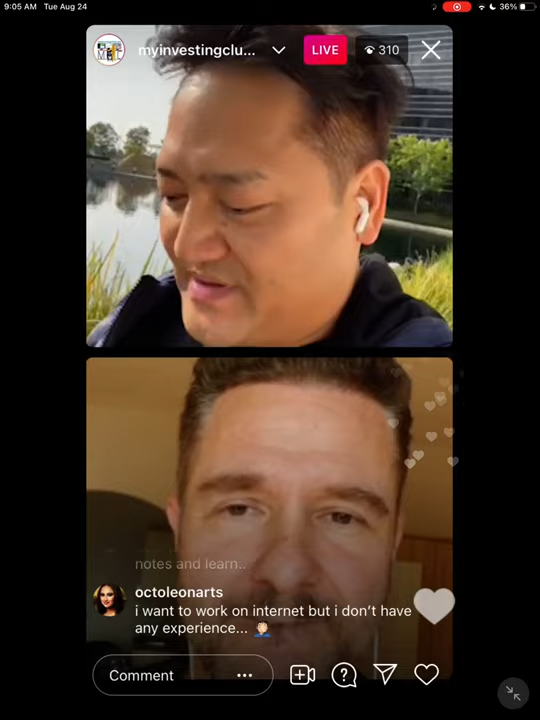 9:05 AM Tue Aug 24 36%
myinvestingclu... LIVE 310
notes and learn..
octoleonarts
i want to work on internet but i don't have
any experience...
Comment